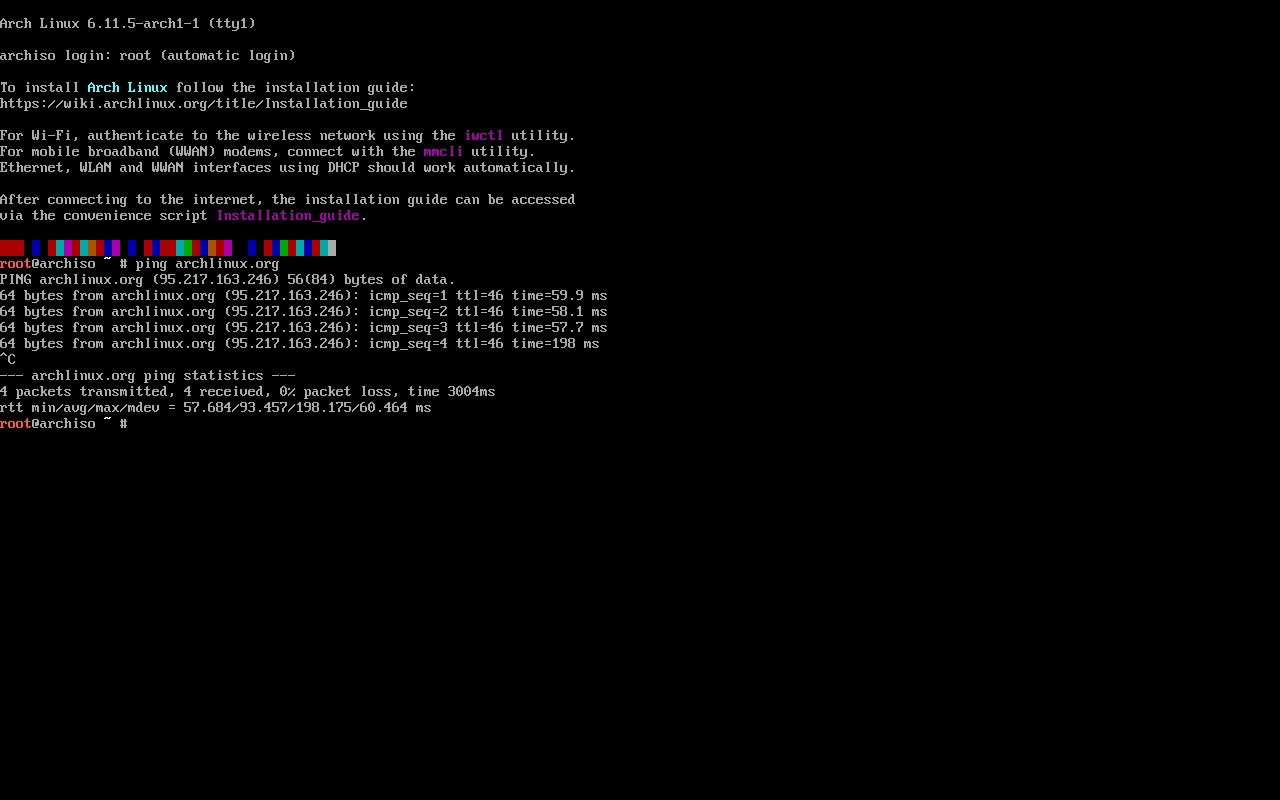 Arch Linux 6.11.5-arch1-1 (tty1)
archiso login: root (automatic login)
To install Arch Linux follow the installation guide:
https://wiki.archlinux.org/title/Installation_guide
For Wi-Fi, authenticate to the wireless network using the iwctl utility.
For mobile broadband (WWAN) modems, connect with the mmcli utility.
Ethernet, WLAN and WWAN interfaces using DHCP should work automatically.
After connecting to the internet, the installation guide can be accessed
via the convenience script Installation_guide.
root@archiso ~ # ping archlinux.org
PING archlinux.org (95.217.163.246) 56(84) bytes of data.
64 bytes from archlinux.org (95.217.163.246): icmp_seq=1 ttl=46 time=59.9 ms
64 bytes from archlinux.org (95.217.163.246): icmp_seq=2 ttl=46 time=58.1 ms
64 bytes from archlinux.org (95.217.163.246): icmp_seq=3 ttl=46 time=57.7 ms
64 bytes from archlinux.org (95.217.163.246): icmp_seq=4 ttl=46 time=198 ms
^C
--- archlinux.org ping statistics ---
4 packets transmitted, 4 received, 0% packet loss, time 3004ms
rtt min/avg/max/mdev = 57.684/93.457/198.175/60.464 ms
root@archiso ~ #